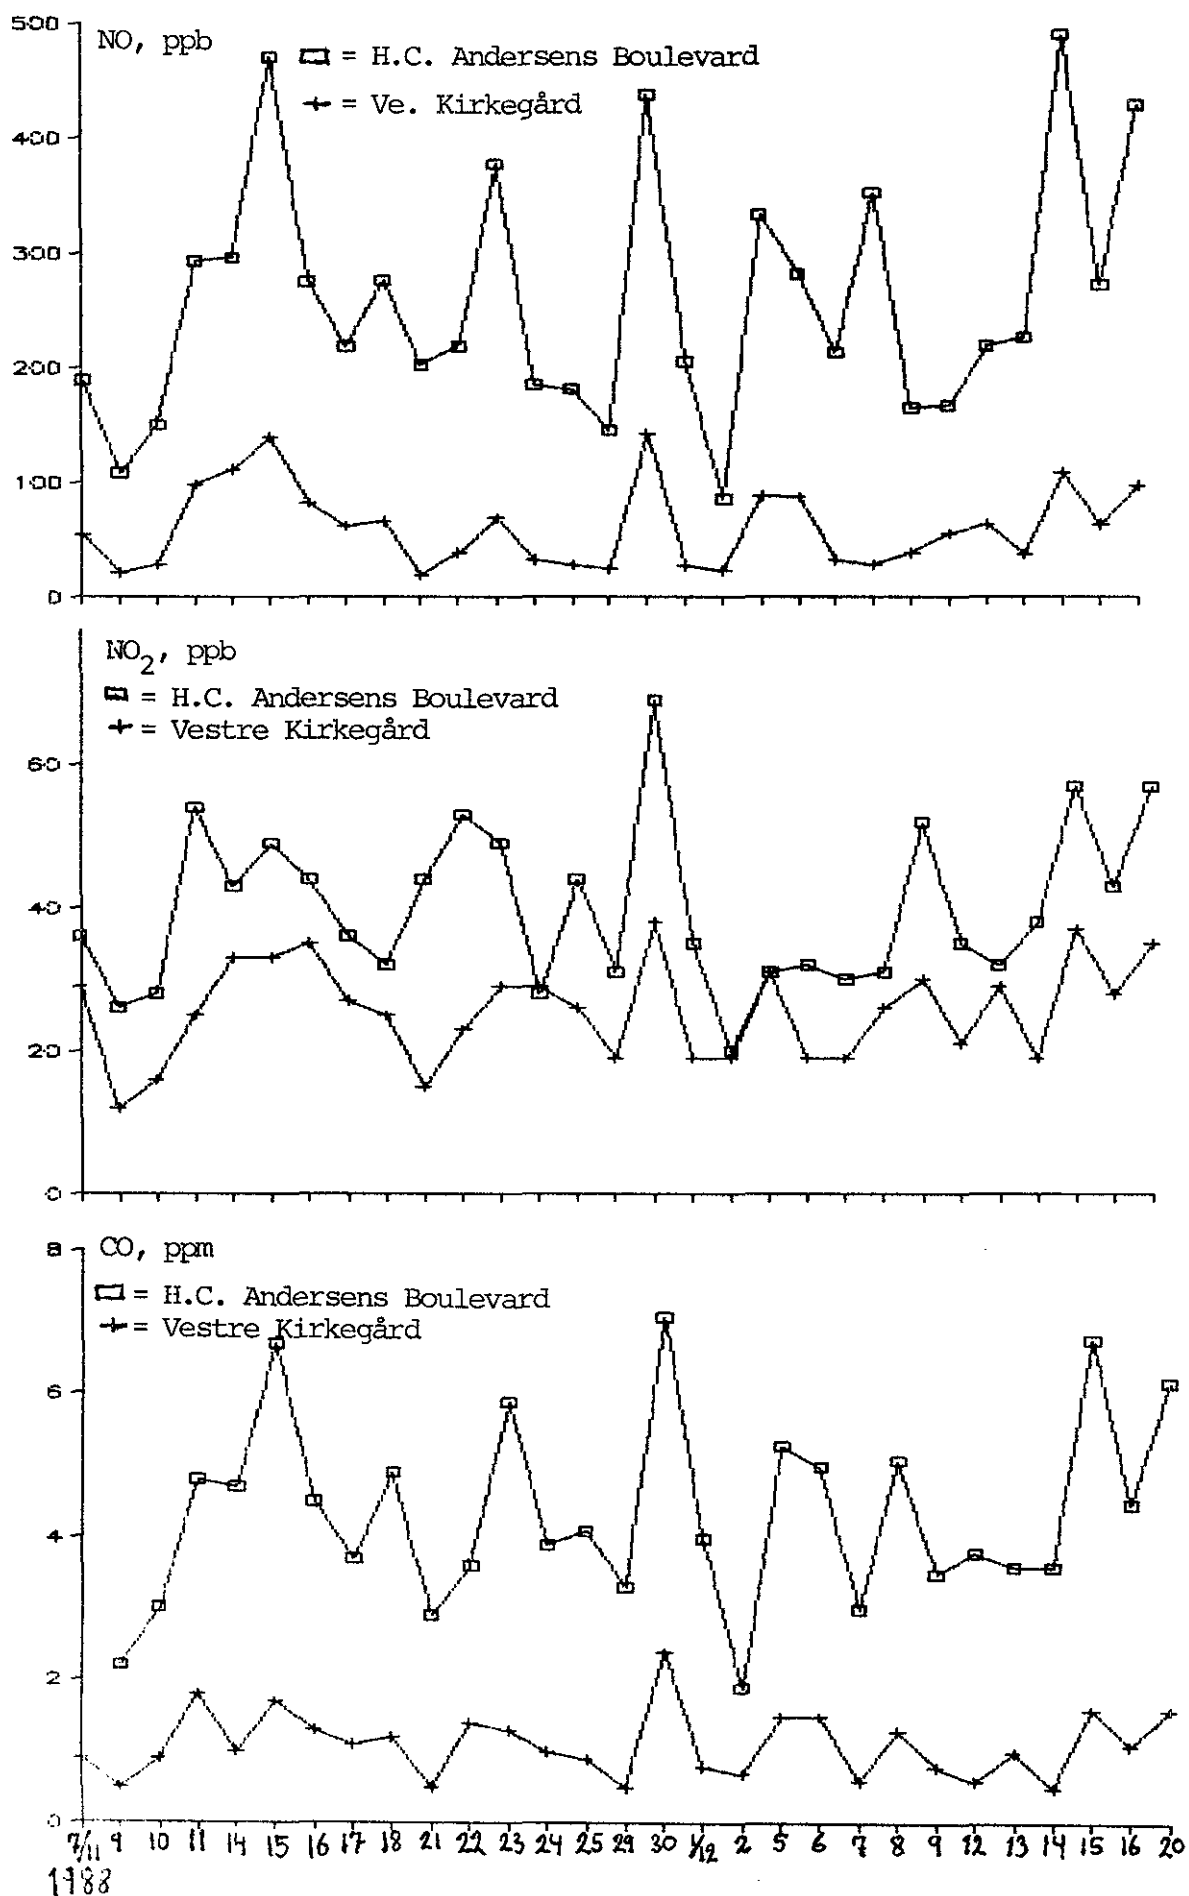 500
NO, ppb
= H.C. Andersens Boulevard
= Ve. Kirkegård
400
300
200
100
0
NO2, ppb
= H.C. Andersens Boulevard
= Vestre Kirkegård
60
40
20
0
8
CO, ppm
= H.C. Andersens Boulevard
= Vestre Kirkegård
6
4
2
0
7/11 9 10 11 14 15 16 17 18 21 22 23 24 25 29 30 1/12 2 5 6 7 8 9 12 13 14 15 16 20
1988